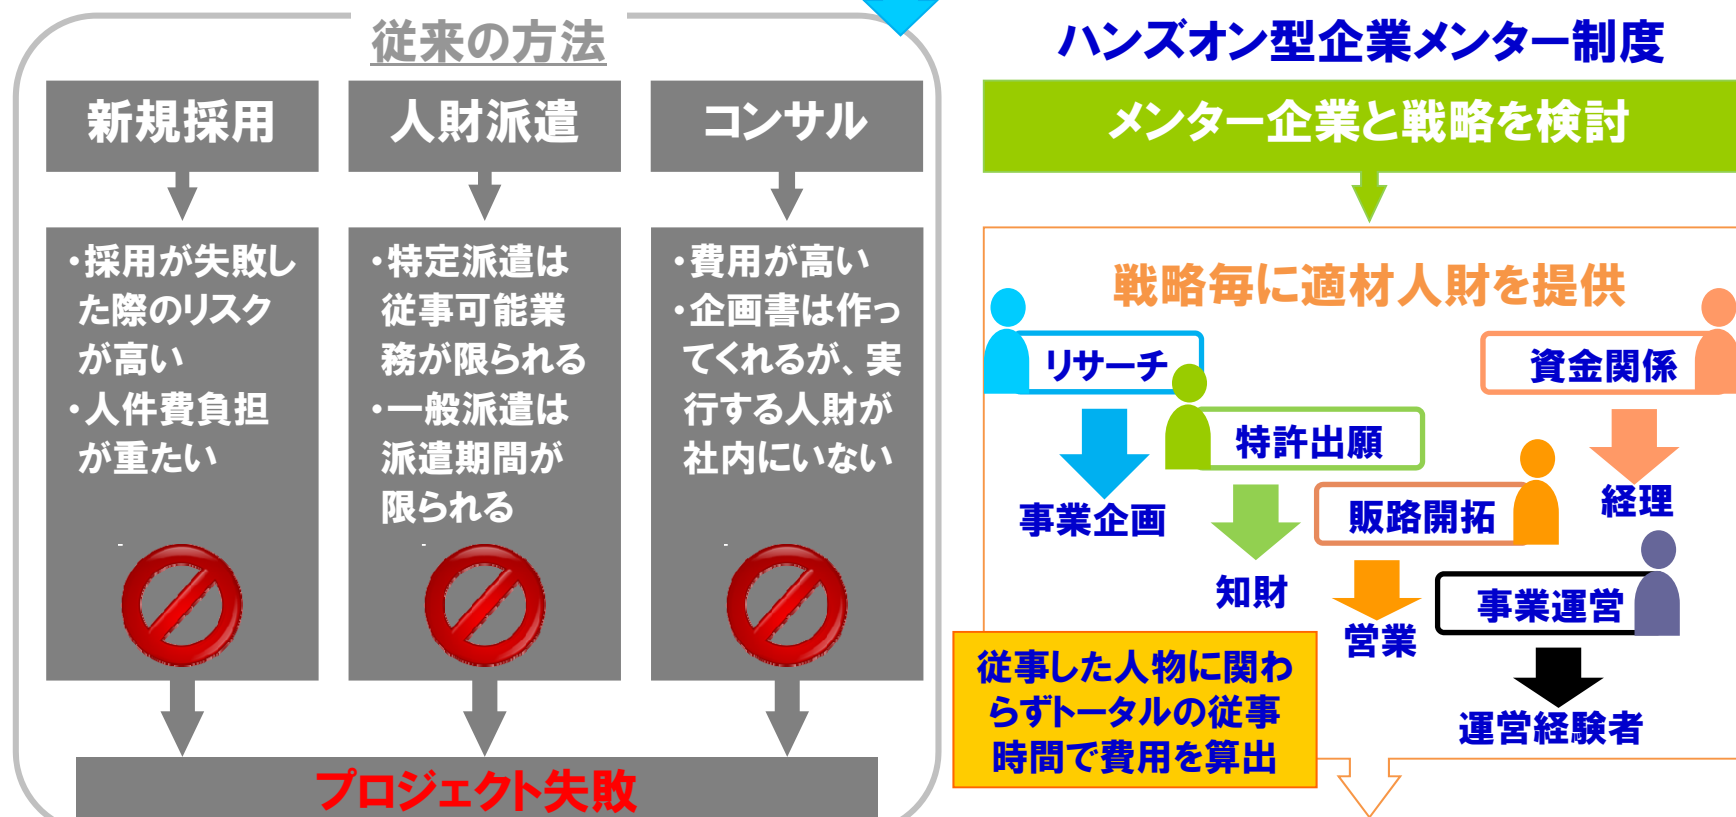 従来の方法
新規採用
・採用が失敗し
た際のリスク
が高い
・人件費負担
が重たい
人財派遣
・特定派遣は
従事可能業
務が限られる
・一般派遣は
派遣期間が
限られる
コンサル
・費用が高い
・企画書は作っ
てくれるが、実
行する人財が
社内にいない
プロジェクト失敗
ハンズオン型企業メンター制度
メンター企業と戦略を検討
戦略毎に適材人財を提供
リサーチ
事業企画
特許出願
知財
販路開拓
営業
資金関係
経理
事業運営
運営経験者
従事した人物に関わ
らずトータルの従事
時間で費用を算出